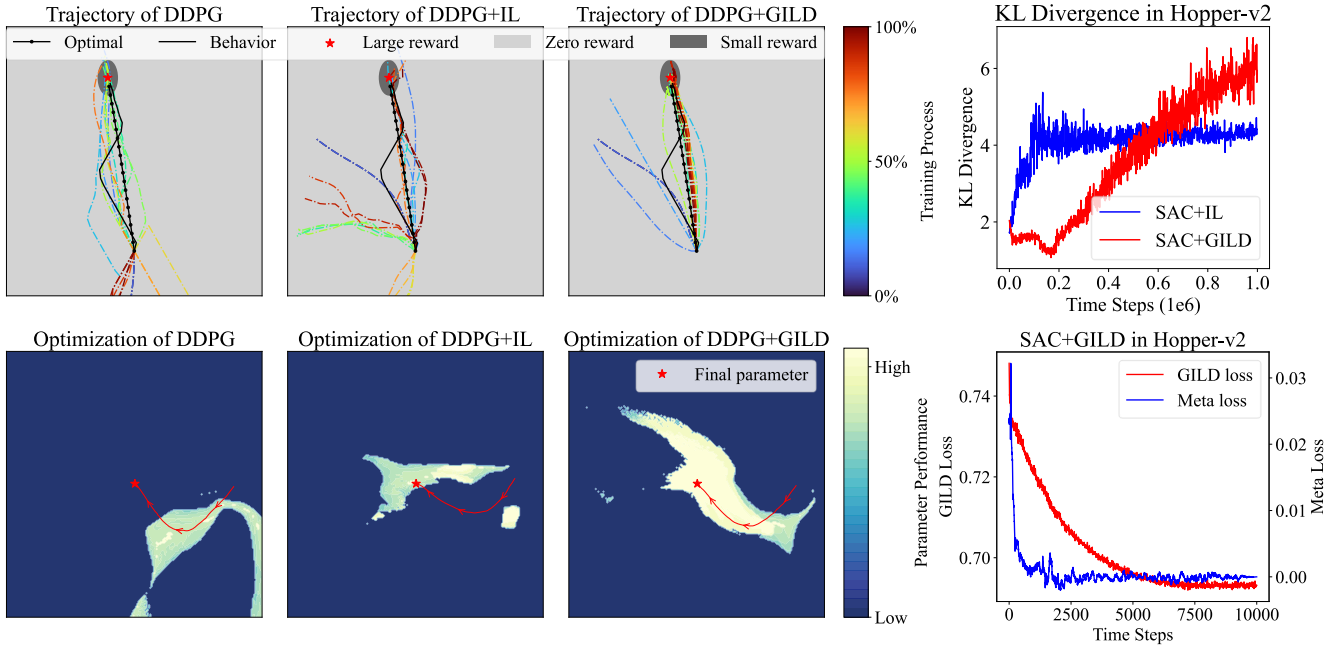 Trajectory of DDPG
Trajectory of DDPG+IL
Trajectory of DDPG+GILD
Optimal
Behavior
Large reward
Zero reward
Small reward
100%
50%
0%
Training Process
KL Divergence in Hopper-v2
6
4
2
KL Divergence
SAC+IL
SAC+GILD
0.0 0.2 0.4 0.6 0.8 1.0
Time Steps (1e6)
Optimization of DDPG
Optimization of DDPG+IL
Optimization of DDPG+GILD
Final parameter
High
Low
Parameter Performance
SAC+GILD in Hopper-v2
GILD loss
Meta loss
0.74
0.72
0.70
GILD Loss
0.03
0.02
0.01
0.00
Meta Loss
0 2500 5000 7500 10000
Time Steps